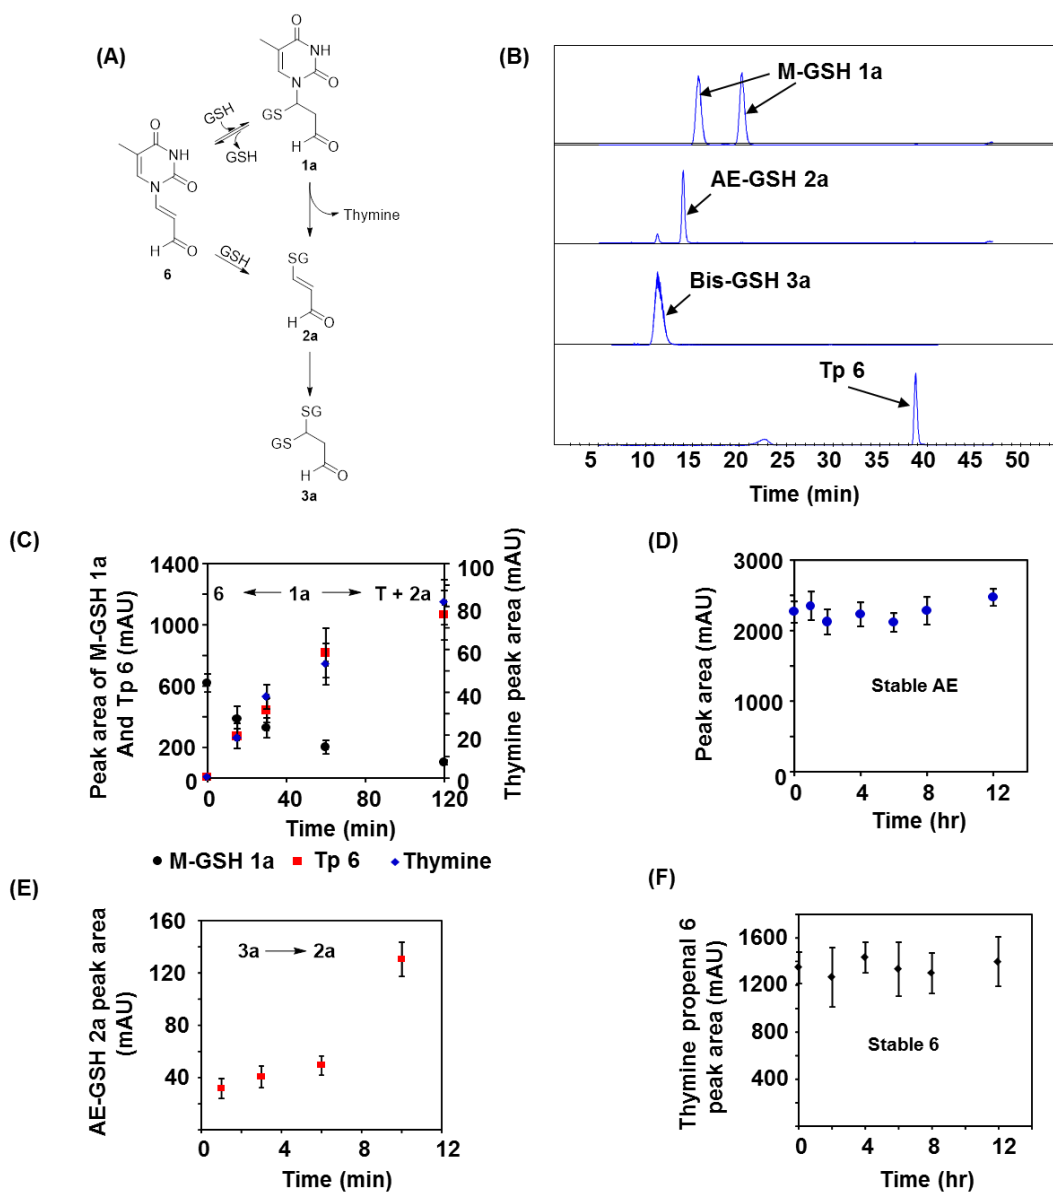 (A)
O
NH
N
O
GS
H
O
1a
GSH
GSH
O
NH
N
O
H
O
6
Thymine
GSH
SG
H
O
2a
SG
GS
H
O
3a
(B)
M-GSH 1a
AE-GSH 2a
Bis-GSH 3a
Tp 6
5 10 15 20 25 30 35 40 45 50
Time (min)
(C)
Peak area of M-GSH 1a
And Tp 6 (mAU)
1400
1000
600
400
200
0
6 1a T + 2a
100
80
60
40
20
0
Thymine peak area (mAU)
0 40 80 120
Time (min)
M-GSH 1a Tp 6 Thymine
(D)
Peak area (mAU)
3000
2000
1000
0
Stable AE
0 4 8 12
Time (hr)
(E)
AE-GSH 2a peak area
(mAU)
160
120
80
40
0
3a 2a
0 4 8 12
Time (min)
(F)
Thymine propenal 6
peak area (mAU)
1600
1200
800
400
Stable 6
0 4 8 12
Time (hr)